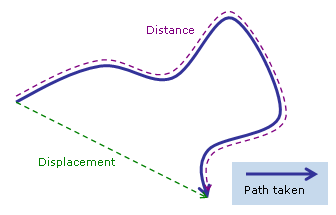 Distance
Displacement
Path taken